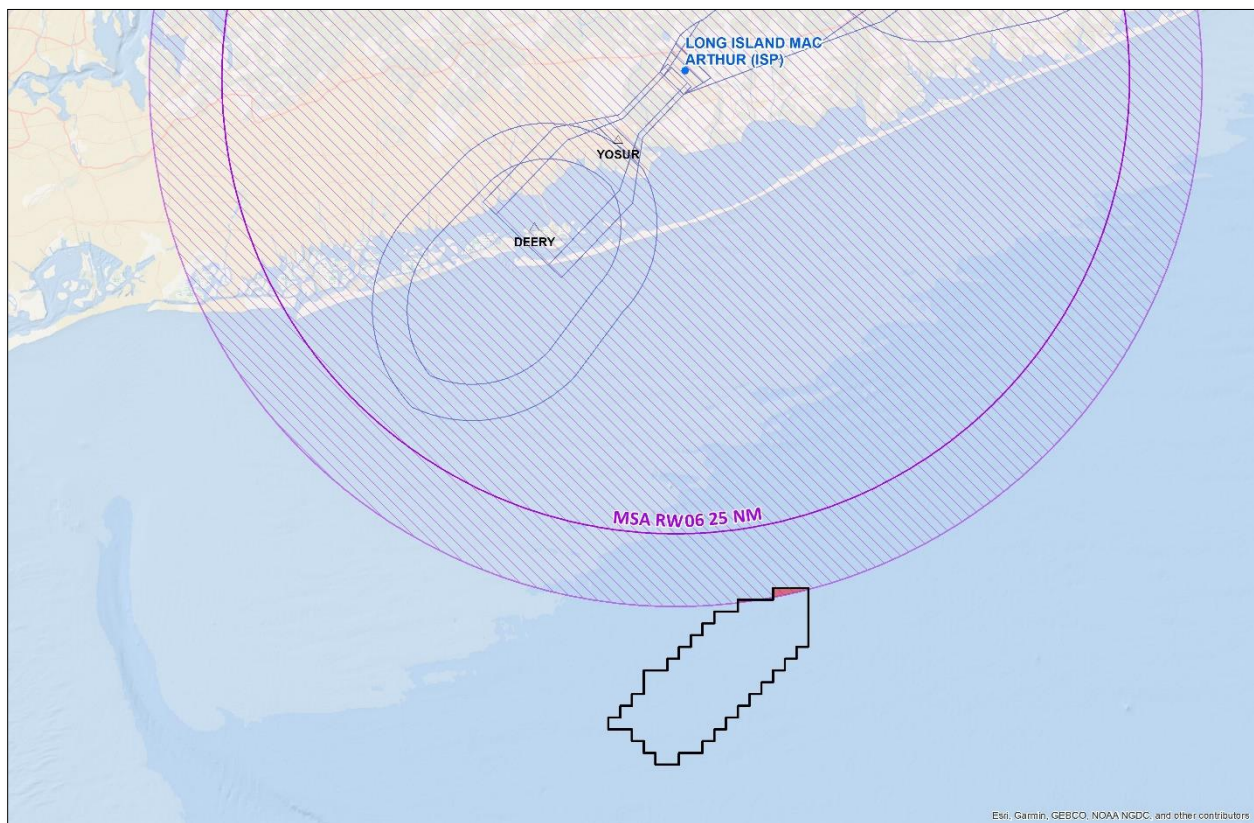 LONG ISLAND MAC
ARTHUR (ISP)
YOSUR
DEERY
MSA RW06 25 NM
Esri, Garmin, GEBCO, NOAA NGDC, and other contributors